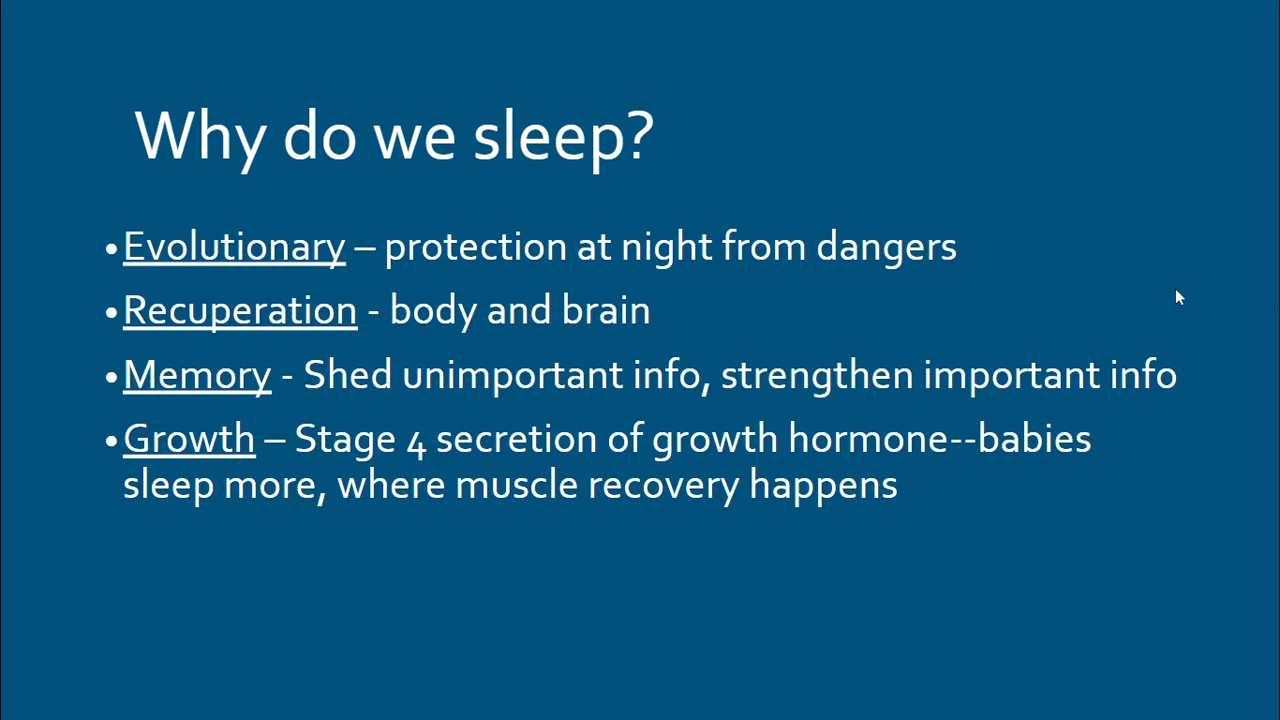 Why do we sleep?
•Evolutionary – protection at night from dangers
•Recuperation - body and brain
•Memory - Shed unimportant info, strengthen important info
•Growth – Stage 4 secretion of growth hormone--babies
sleep more, where muscle recovery happens